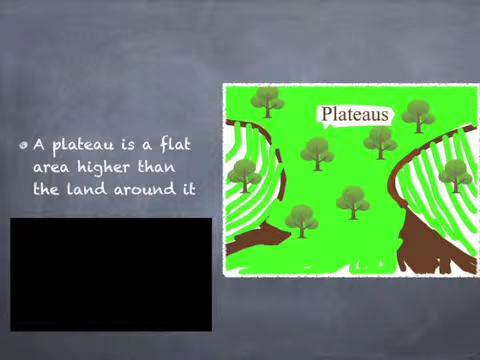 A plateau is a flat
area higher than
the land around it
Plateaus